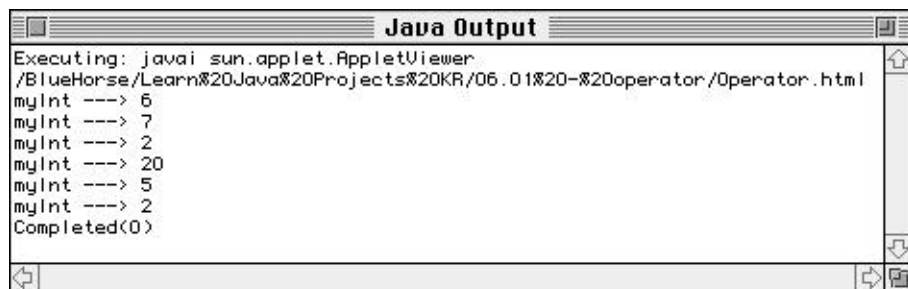 Java Output
Executing: javai sun.applet.AppletViewer
/BlueHorse/Learn%20Java%20Projects%20KR/06.01%20-%20operator/Operator.html
myInt ---> 6
myInt ---> 7
myInt ---> 2
myInt ---> 20
myInt ---> 5
myInt ---> 2
Completed(0)